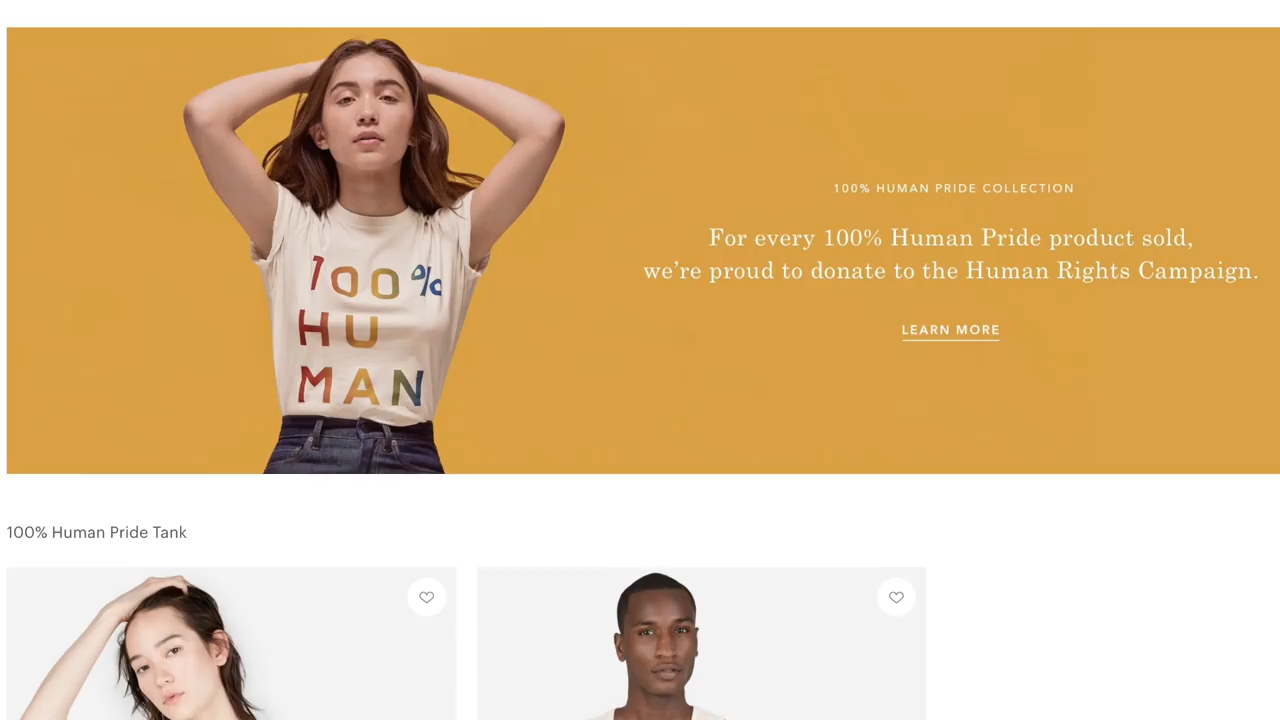 100% HUMAN PRIDE COLLECTION
For every 100% Human Pride product sold,
we're proud to donate to the Human Rights Campaign.
LEARN MORE
100%
HU
MAN
100% Human Pride Tank